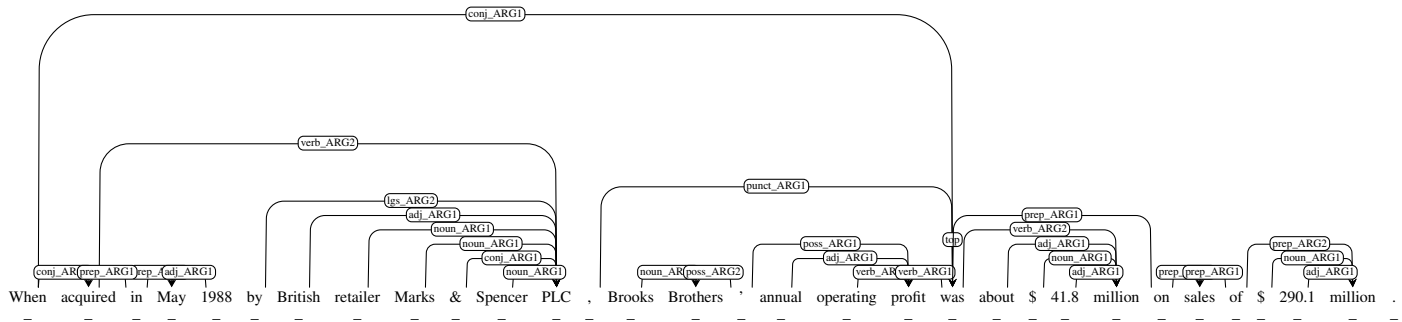 conj_ARG1
verb_ARG2
punct_ARG1
lgs_ARG2
adj_ARG1 prep_ARG1
noun_ARG1 verb_ARG2
top
noun_ARG1 poss_ARG1 adj_ARG1 prep_ARG2
conj_ARG1 adj_ARG1 noun_ARG1 noun_ARG1
prep_ARG1 adj_ARG1 noun_ARG1 poss_ARG2 verb_ARG1 adj_ARG1 prep_ARG1 adj_ARG1
When acquired in May 1988 by British retailer Marks & Spencer PLC , Brooks Brothers ' annual operating profit was about $ 41.8 million on sales of $ 290.1 million .
_ _ _ _ _ _ _ _ _ _ _ _ _ _ _ _ _ _ _ _ _ _ _ _ _ _ _ _ _ _ _